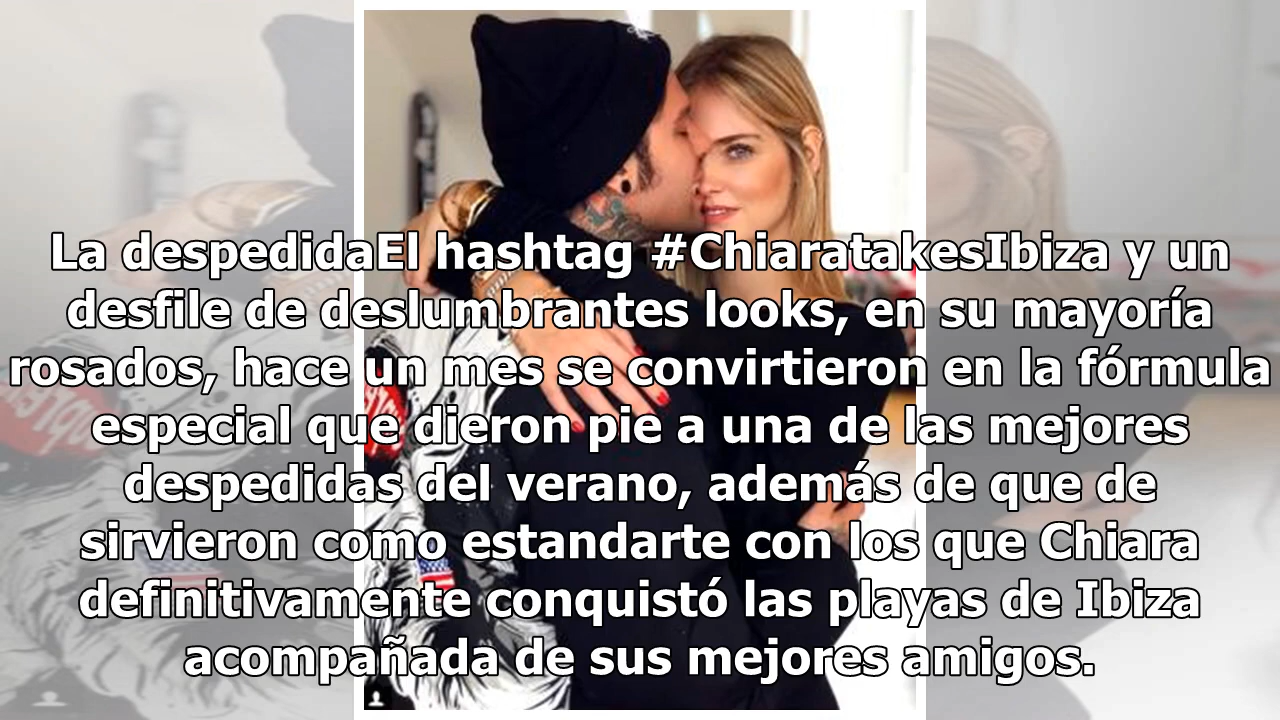 La despedidaEl hashtag #ChiaratakesIbiza y un
desfile de deslumbrantes looks, en su mayoría
rosados, hace un mes se convirtieron en la fórmula
especial que dieron pie a una de las mejores
despedidas del verano, además de que de
sirvieron como estandarte con los que Chiara
definitivamente conquistó las playas de Ibiza
acompañada de sus mejores amigos.